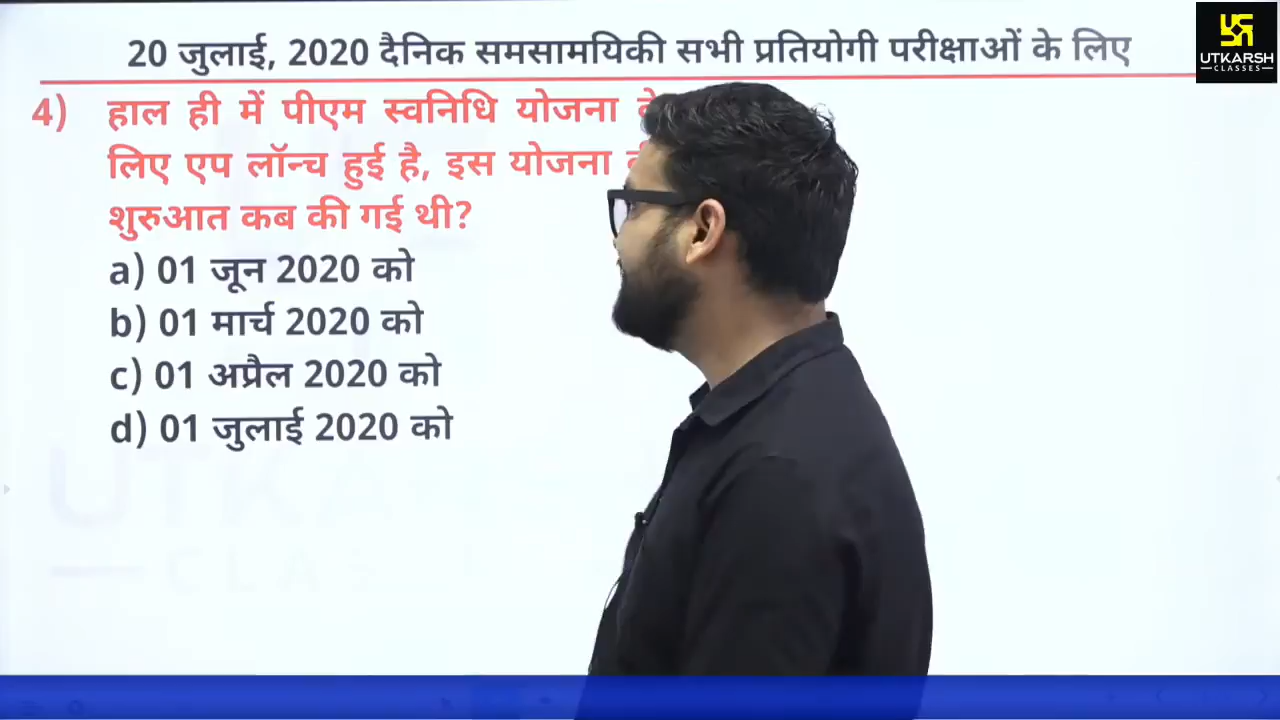 20 जुलाई, 2020 दैनिक समसामयिकी सभी प्रतियोगी परीक्षाओं के लिए
UTKARSH
CLASSES
4) हाल ही में पीएम स्वनिधि योजना
लिए एप लॉन्च हुई है, इस योजना
शुरुआत कब की गई थी?
a) 01 जून 2020 को
b) 01 मार्च 2020 को
c) 01 अप्रैल 2020 को
d) 01 जुलाई 2020 को